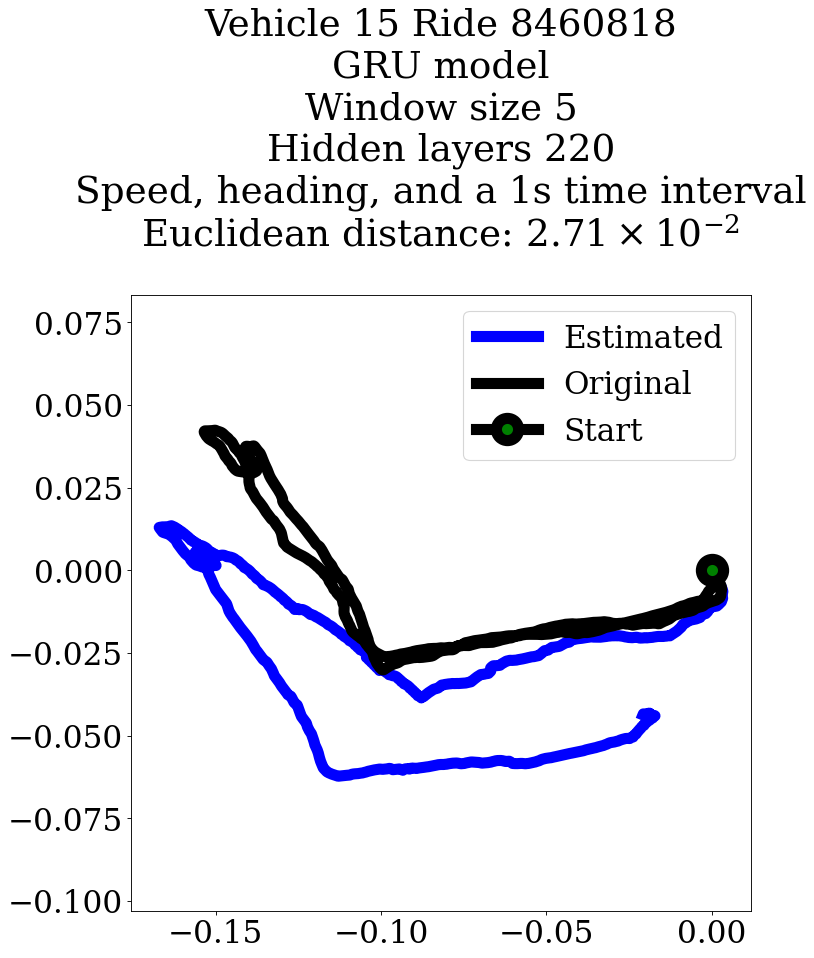 Vehicle 15 Ride 8460818
GRU model
Window size 5
Hidden layers 220
Speed, heading, and a 1s time interval
Euclidean distance: 2.71 × 10⁻²
Estimated
Original
Start
0.075
0.050
0.025
0.000
−0.025
−0.050
−0.075
−0.100
−0.15
−0.10
−0.05
0.00